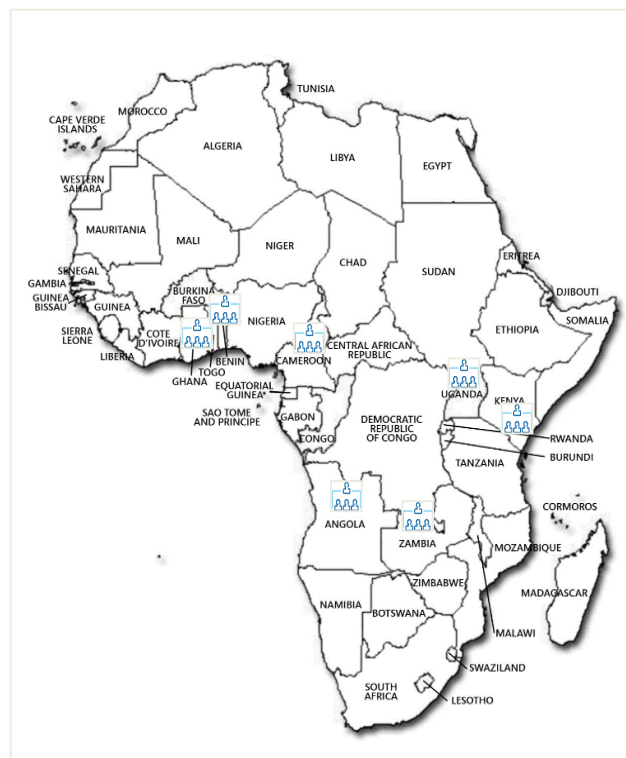 TUNISIA
MOROCCO
CAPE VERDE
ISLANDS
ALGERIA
LIBYA
EGYPT
WESTERN
SAHARA
MAURITANIA
MALI
NIGER
CHAD
SUDAN
ERITREA
SENEGAL
GAMBIA
GUINEA
BISSAU
GUINEA
BURKINA
FASO
NIGERIA
DJIBOUTI
SOMALIA
ETHIOPIA
SIERRA
LEONE
LIBERIA
COTE
D'IVOIRE
GHANA
TOGO
BENIN
CAMEROON
CENTRAL AFRICAN
REPUBLIC
EQUATORIAL
GUINEA
SAO TOME
AND PRINCIPE
GABON
CONGO
DEMOCRATIC
REPUBLIC
OF CONGO
UGANDA
KENYA
RWANDA
BURUNDI
TANZANIA
CORMOROS
ANGOLA
ZAMBIA
MOZAMBIQUE
MADAGASCAR
ZIMBABWE
NAMIBIA
BOTSWANA
MALAWI
SWAZILAND
SOUTH
AFRICA
LESOTHO